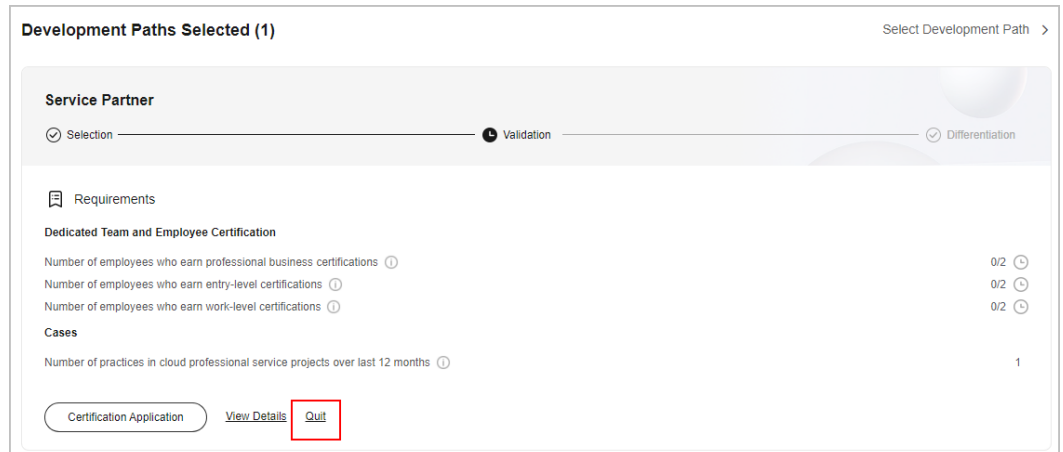 Development Paths Selected (1)
Select Development Path
Service Partner
Selection
Validation
Differentiation
Requirements
Dedicated Team and Employee Certification
Number of employees who earn professional business certifications
0/2
Number of employees who earn entry-level certifications
0/2
Number of employees who earn work-level certifications
0/2
Cases
Number of practices in cloud professional service projects over last 12 months
1
Certification Application
View Details
Quit